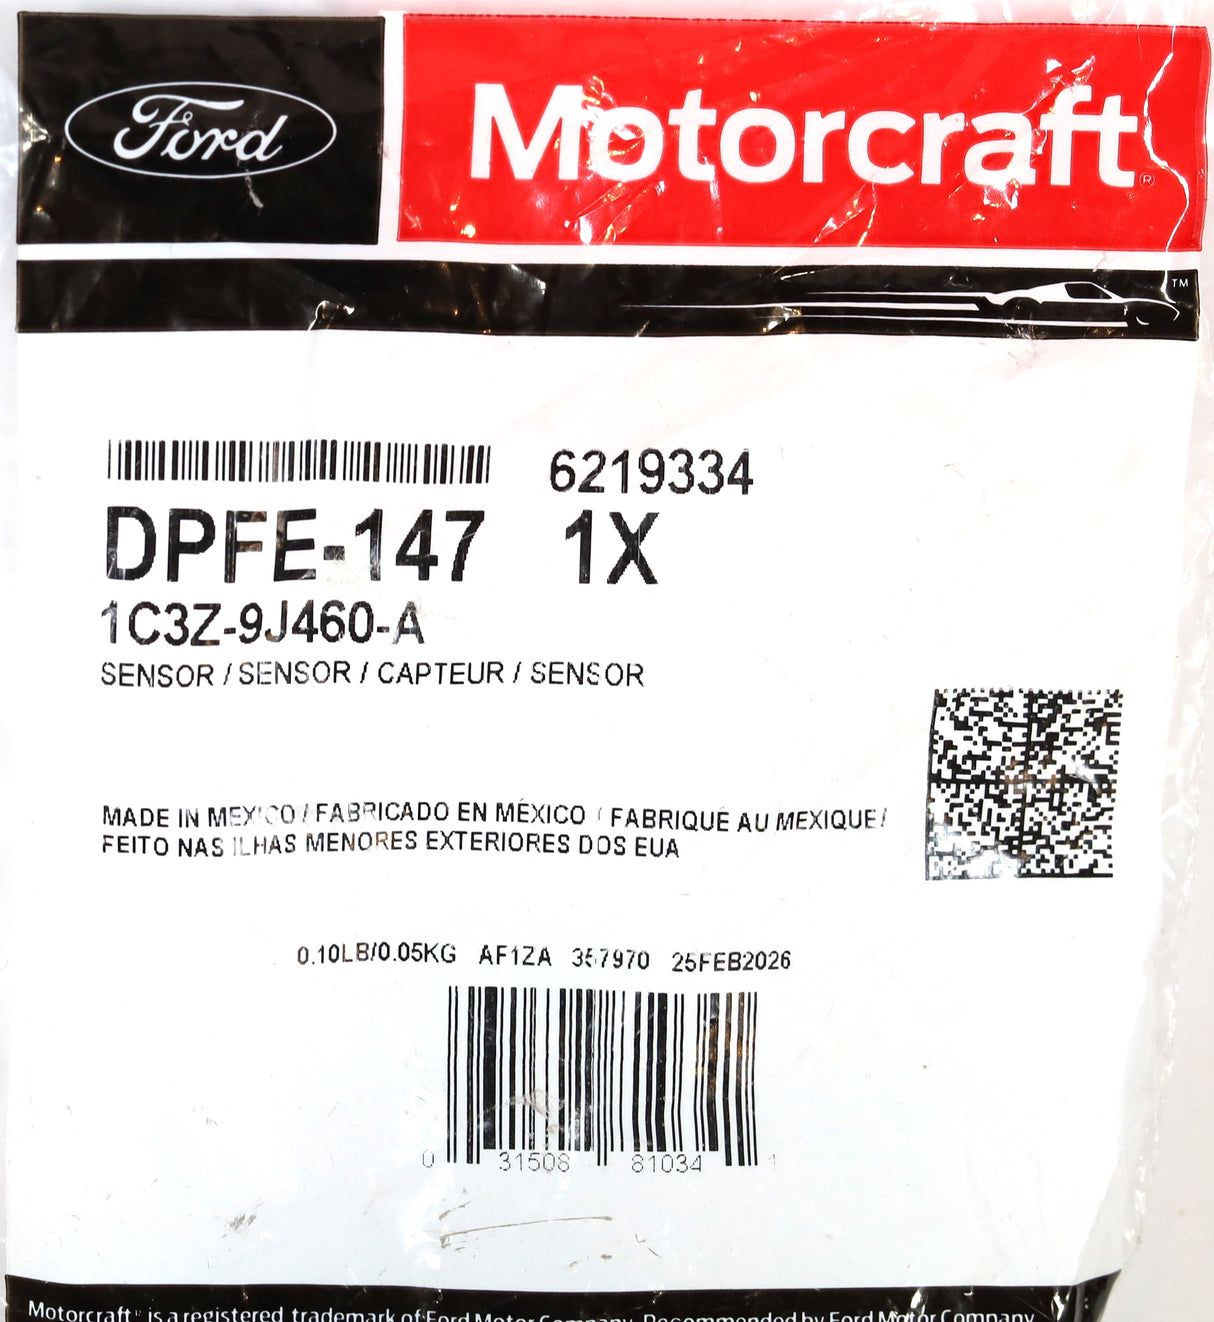 Ford
Motorcraft®
TM
6219334
DPFE-147 1X
1C3Z-9J460-A
SENSOR / SENSOR / CAPTEUR / SENSOR
MADE IN MEXICO / FABRICADO EN MÉXICO / FABRIQUÉ AU MEXIQUE/
FEITO NAS ILHAS MENORES EXTERIORES DOS EUA
0.10LB/0.05KG AF1ZA 357970 25FEB2026
0 31508 81034 1
Motorcraft® is a registered trademark of Ford Motor Company. Recommended by Ford Motor Company